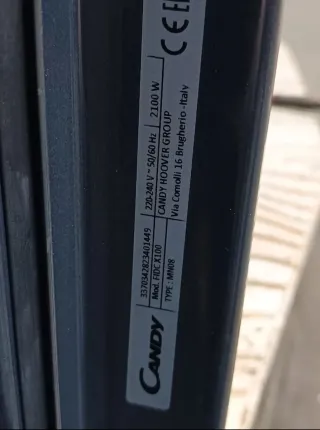 CANDY
3370342823401449
Mod. FIDC X100
TYPE : MN08
220-240 V ~ 50/60 Hz
2100 W
CANDY HOOVER GROUP
Via Comolli 16 Brugherio -Italy
CE